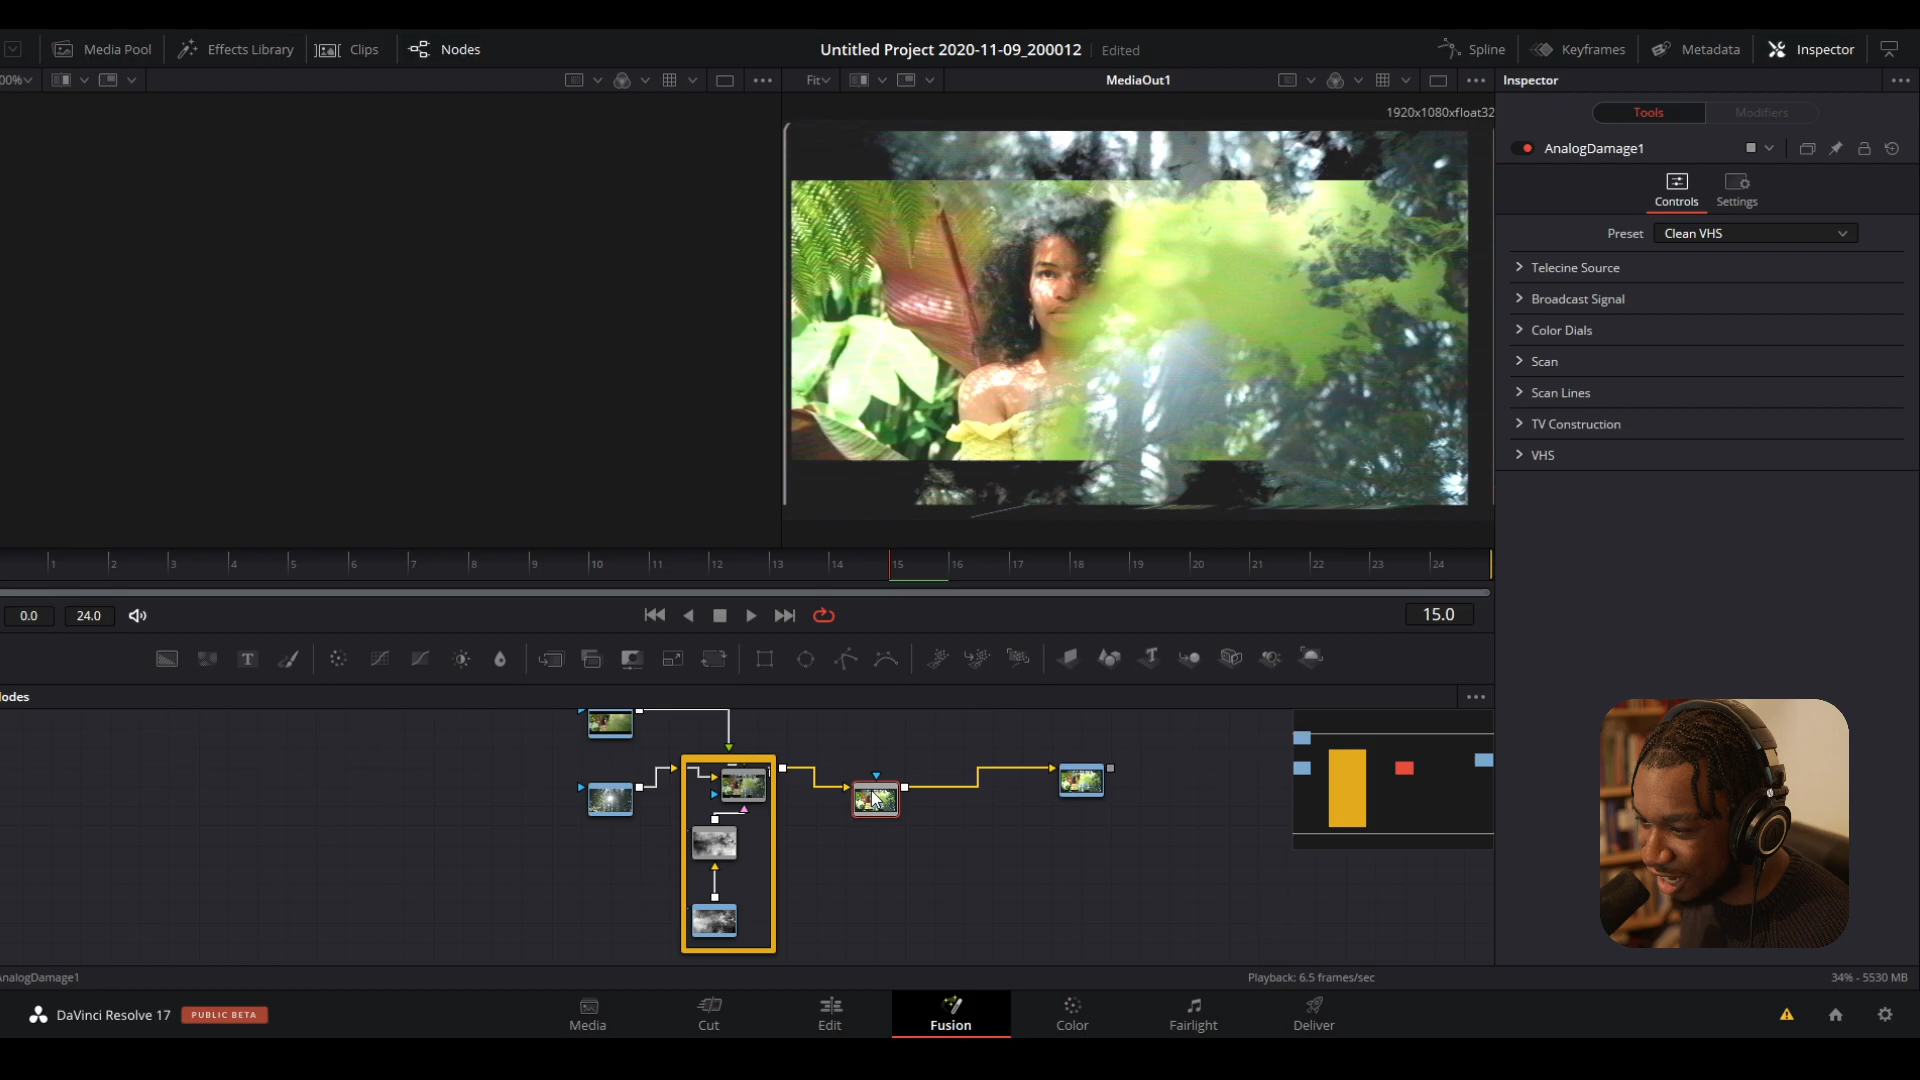 Media Pool Effects Library Clips Nodes Untitled Project 2020-11-09_200012 Edited Spline Keyframes Metadata Inspector
00% Fit MediaOut1 Inspector
1920x1080xfloat32
Tools Modifiers
AnalogDamage1
Controls Settings
Preset Clean VHS
Telecine Source
Broadcast Signal
Color Dials
Scan
Scan Lines
TV Construction
VHS
1 2 3 4 5 6 7 8 9 10 11 12 13 14 15 16 17 18 19 20 21 22 23 24
0.0 24.0 15.0
T T
odes
AnalogDamage1 Playback: 6.5 frames/sec 34% - 5530 MB
DaVinci Resolve 17 PUBLIC BETA Media Cut Edit Fusion Color Fairlight Deliver